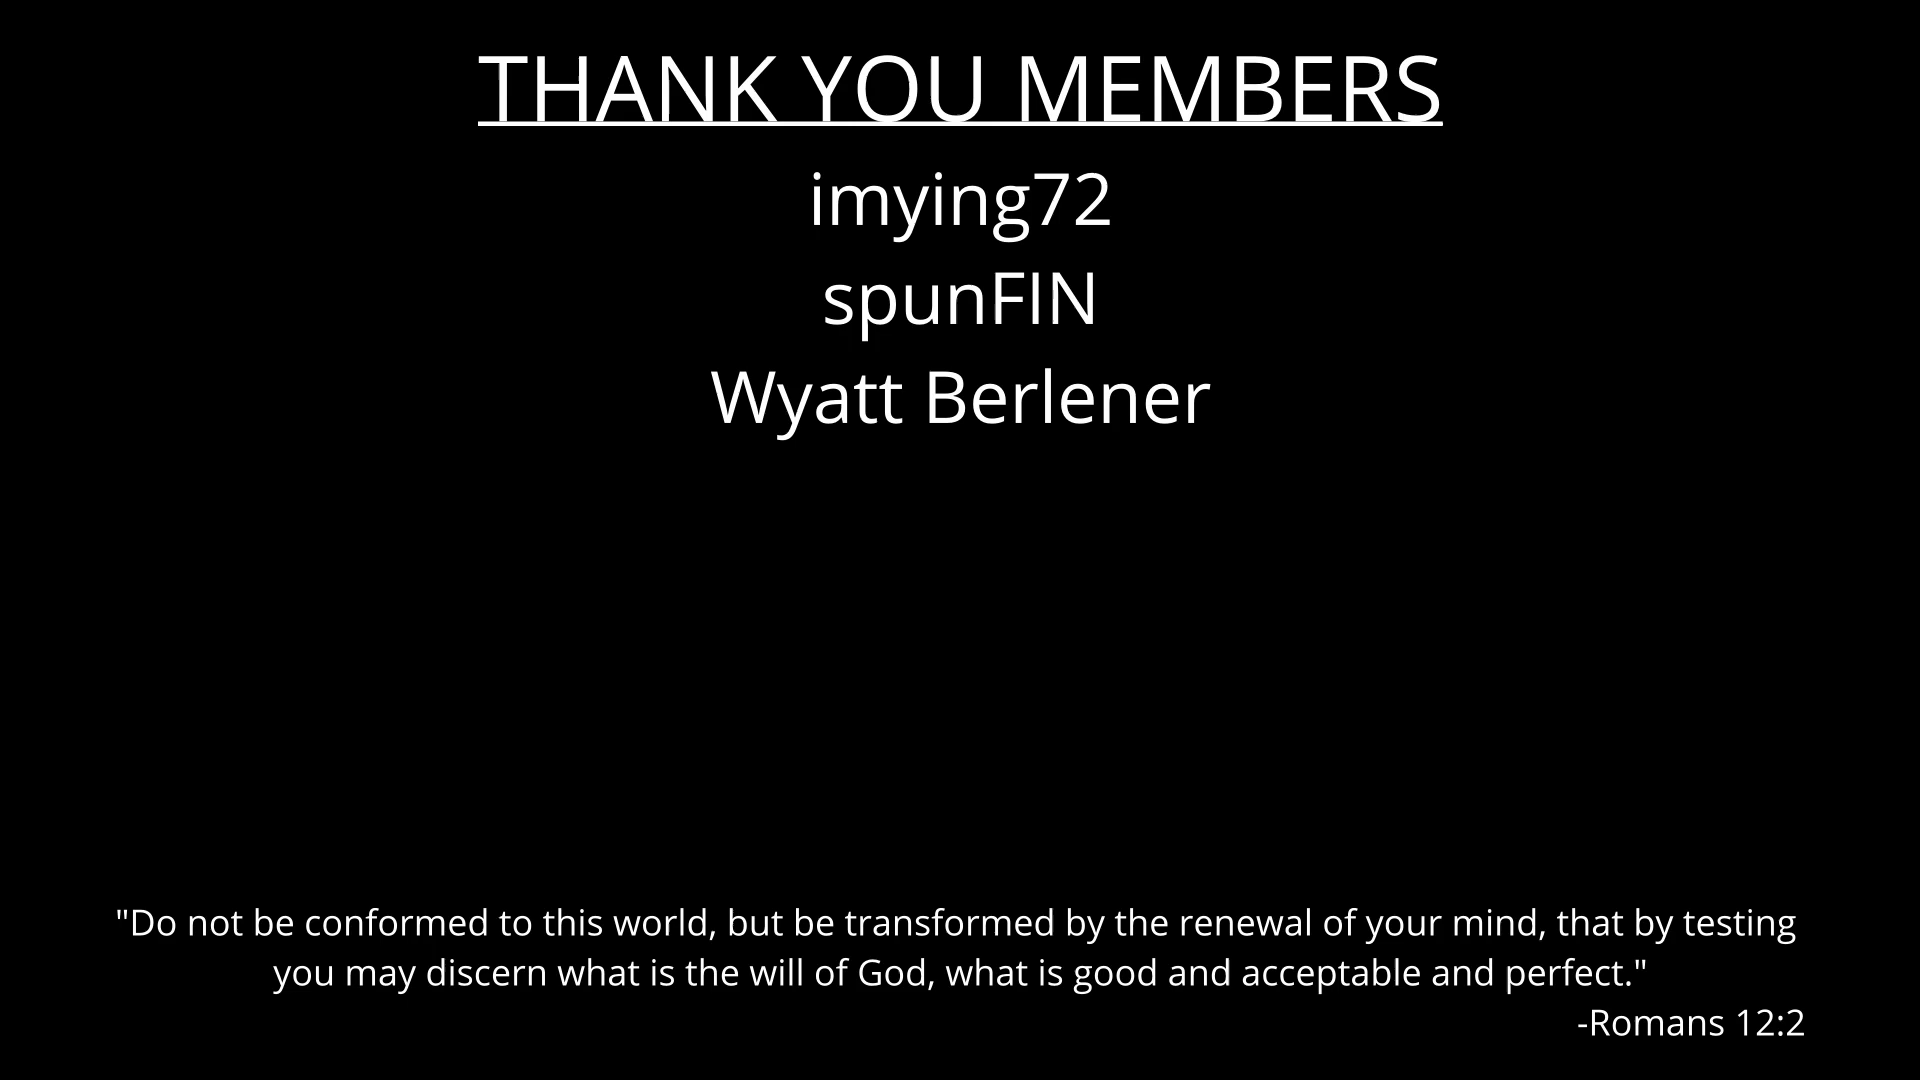 THANK YOU MEMBERS
imying72
spunFIN
Wyatt Berlener
"Do not be conformed to this world, but be transformed by the renewal of your mind, that by testing
you may discern what is the will of God, what is good and acceptable and perfect."
-Romans 12:2